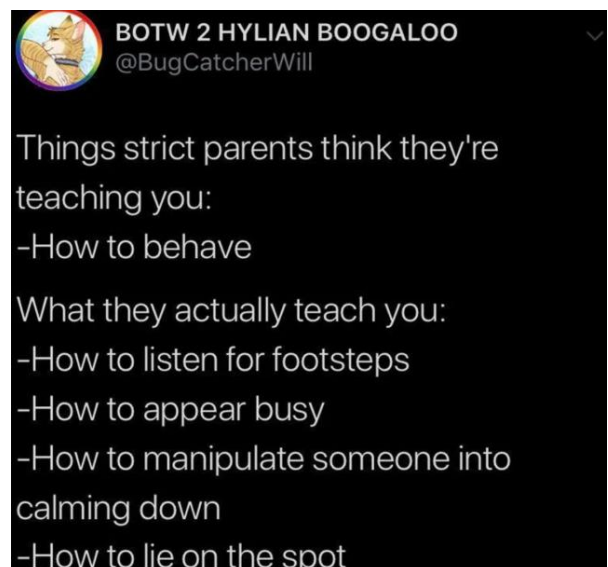 BOTW 2 HYLIAN BOOGALOO
@BugCatcherWill
Things strict parents think they're
teaching you:
-How to behave
What they actually teach you:
-How to listen for footsteps
-How to appear busy
-How to manipulate someone into
calming down
-How to lie on the spot